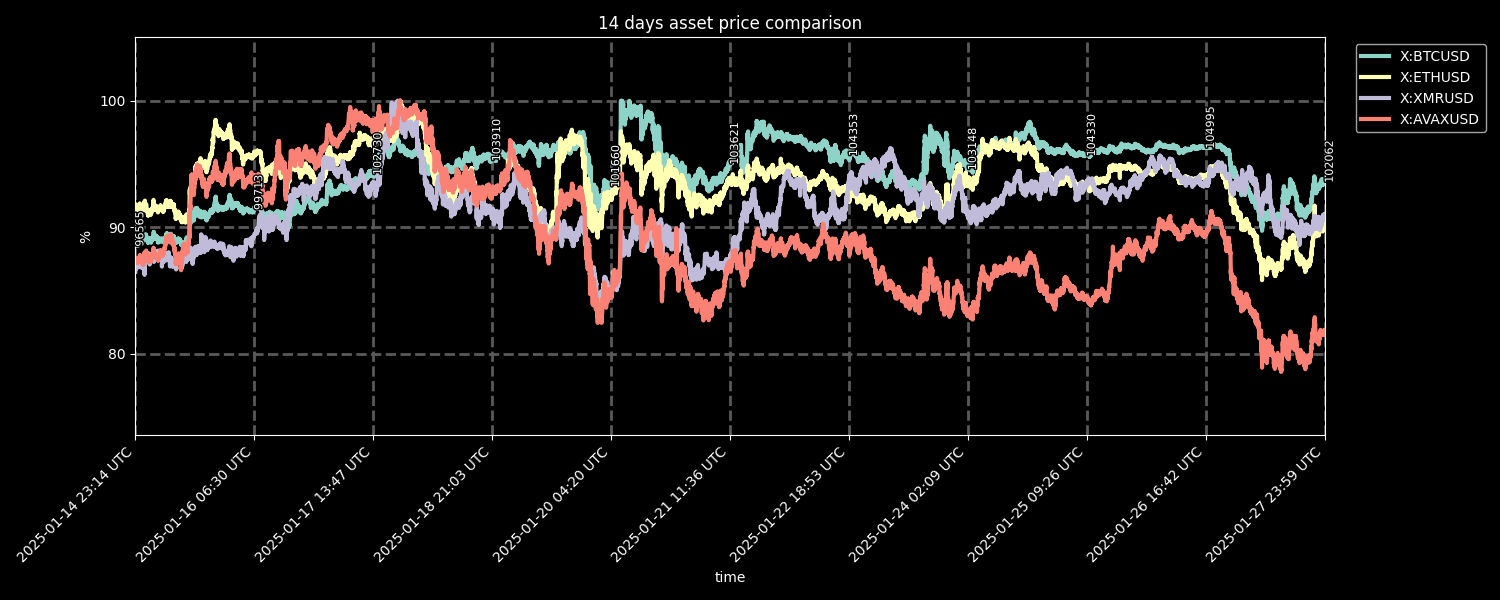 14 days asset price comparison
X:BTCUSD
X:ETHUSD
X:XMRUSD
X:AVAXUSD
100
90
80
%
96565
99713
102730
103910
101660
103621
104353
103148
104330
104995
102062
2025-01-14 23:14 UTC
2025-01-16 06:30 UTC
2025-01-17 13:47 UTC
2025-01-18 21:03 UTC
2025-01-20 04:20 UTC
2025-01-21 11:36 UTC
2025-01-22 18:53 UTC
2025-01-24 02:09 UTC
2025-01-25 09:26 UTC
2025-01-26 16:42 UTC
2025-01-27 23:59 UTC
time